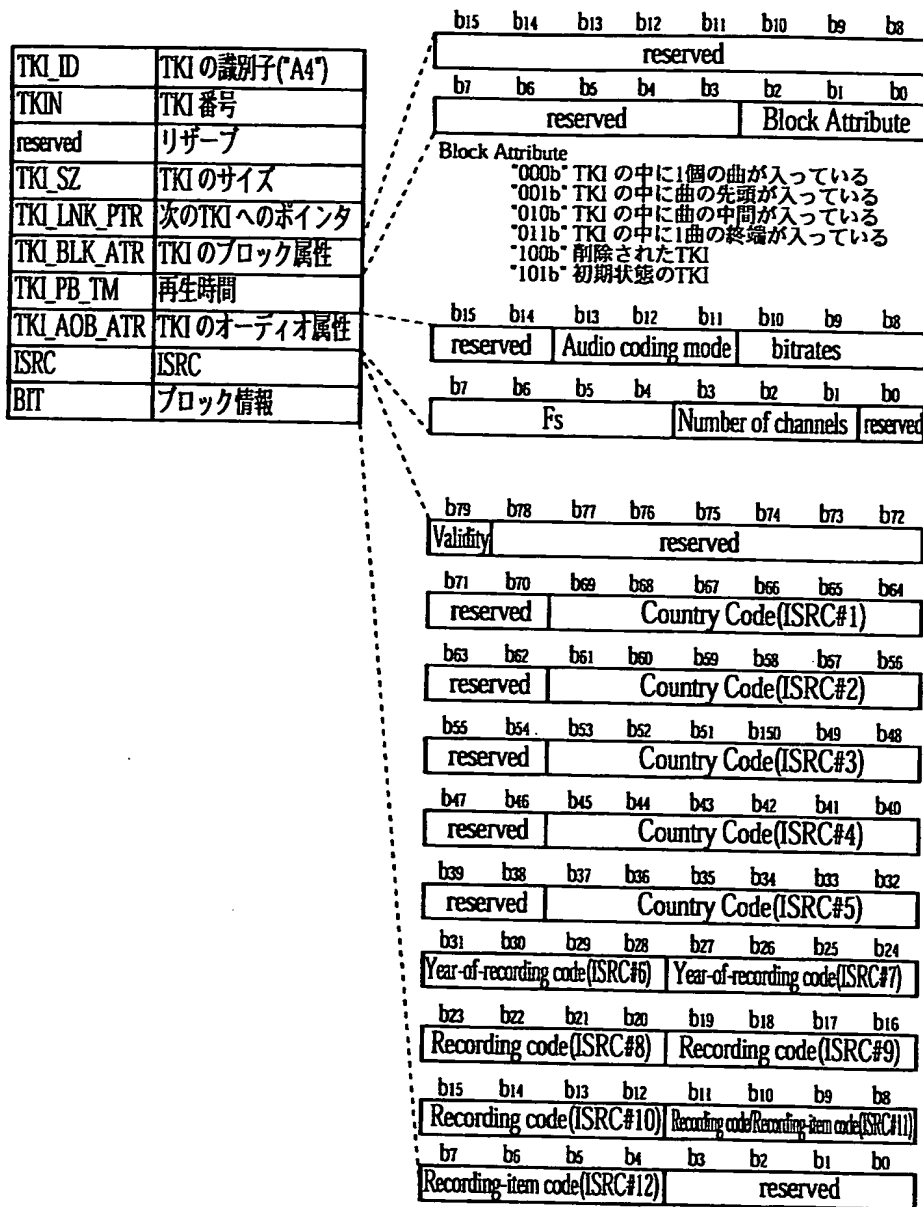 TKI_ID TKIの識別子("A4")
TKIN TKI番号
reserved リザーブ
TKI_SZ TKIのサイズ
TKI_LNK_PTR 次のTKIへのポインタ
TKI_BLK_ATR TKIのブロック属性
TKI_PB_TM 再生時間
TKI_AOB_ATR TKIのオーディオ属性
ISRC ISRC
BIT ブロック情報
b15 b14 b13 b12 b11 b10 b9 b8
reserved
b7 b6 b5 b4 b3 b2 b1 b0
reserved Block Attribute
Block Attribute
"000b" TKIの中に1個の曲が入っている
"001b" TKIの中に曲の先頭が入っている
"010b" TKIの中に曲の中間が入っている
"011b" TKIの中に1曲の終端が入っている
"100b" 削除されたTKI
"101b" 初期状態のTKI
b15 b14 b13 b12 b11 b10 b9 b8
reserved Audio coding mode bitrates
b7 b6 b5 b4 b3 b2 b1 b0
Fs Number of channels reserved
b79 b78 b77 b76 b75 b74 b73 b72
Validity reserved
b71 b70 b69 b68 b67 b66 b65 b64
reserved Country Code(ISRC#1)
b63 b62 b61 b60 b59 b58 b57 b56
reserved Country Code(ISRC#2)
b55 b54 b53 b52 b51 b150 b49 b48
reserved Country Code(ISRC#3)
b47 b46 b45 b44 b43 b42 b41 b40
reserved Country Code(ISRC#4)
b39 b38 b37 b36 b35 b34 b33 b32
reserved Country Code(ISRC#5)
b31 b30 b29 b28 b27 b26 b25 b24
Year-of-recording code(ISRC#6) Year-of-recording code(ISRC#7)
b23 b22 b21 b20 b19 b18 b17 b16
Recording code(ISRC#8) Recording code(ISRC#9)
b15 b14 b13 b12 b11 b10 b9 b8
Recording code(ISRC#10) Recording code/Recording-item code(ISRC#11)
b7 b6 b5 b4 b3 b2 b1 b0
Recording-item code(ISRC#12) reserved